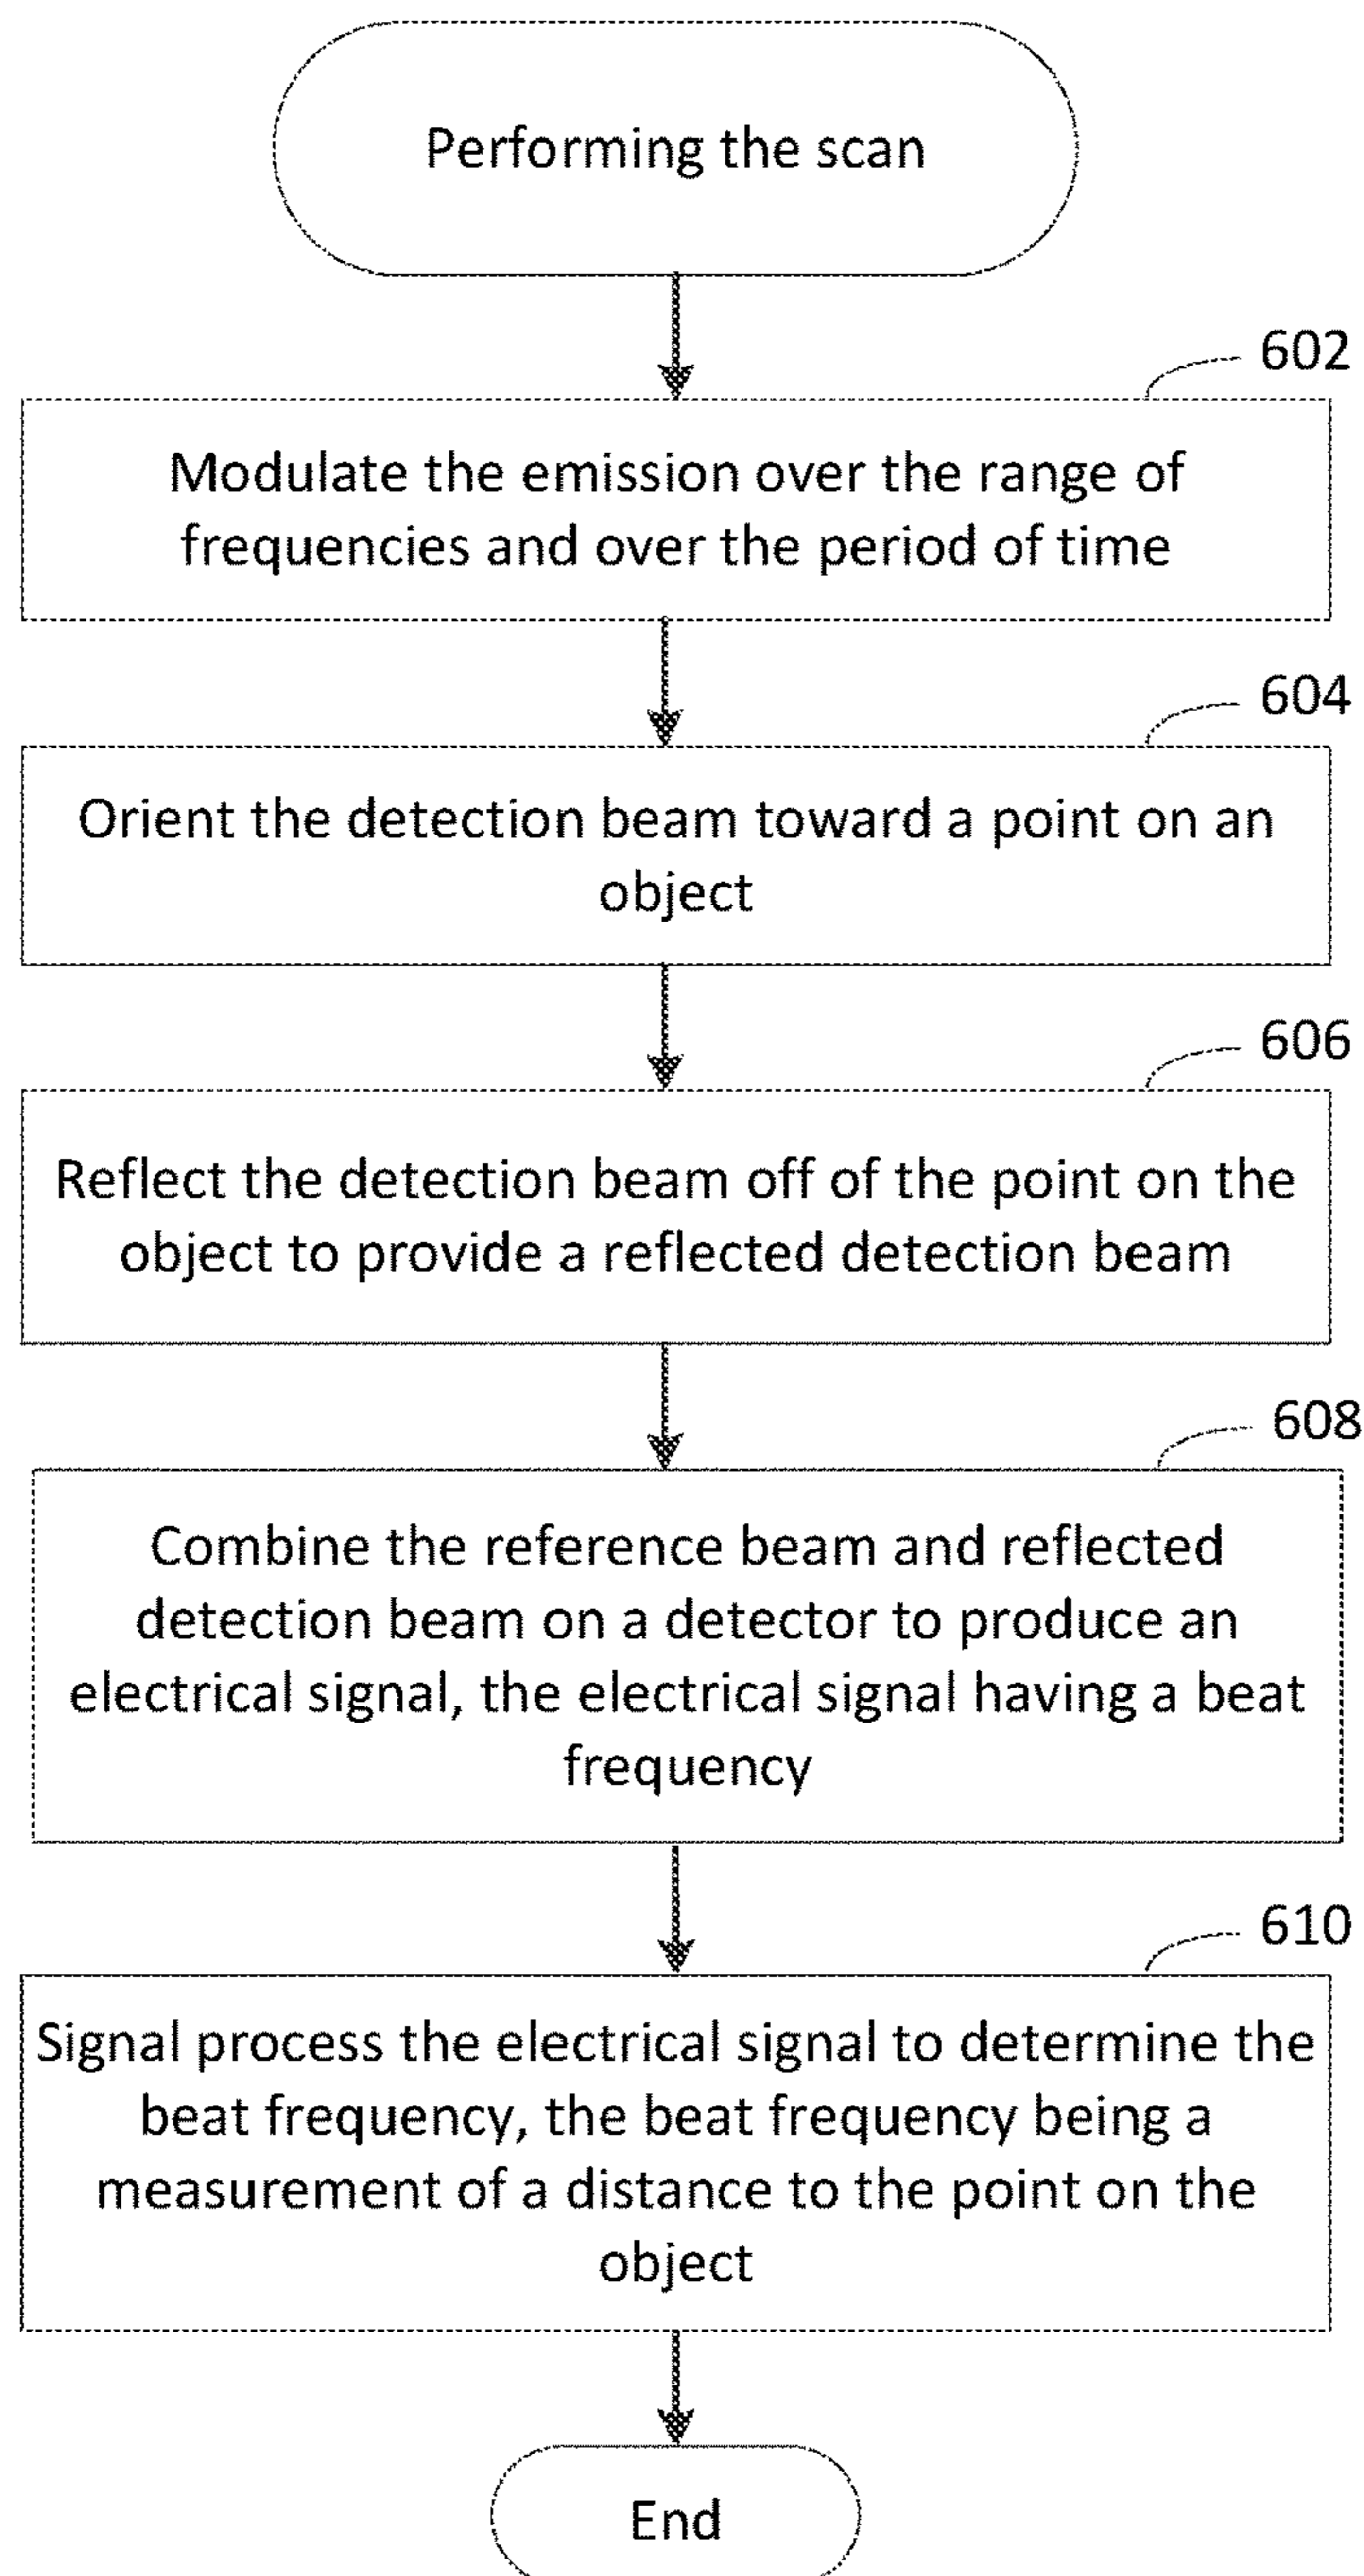 Performing the scan
602
Modulate the emission over the range of
frequencies and over the period of time
604
Orient the detection beam toward a point on an
object
606
Reflect the detection beam off of the point on the
object to provide a reflected detection beam
608
Combine the reference beam and reflected
detection beam on a detector to produce an
electrical signal, the electrical signal having a beat
frequency
610
Signal process the electrical signal to determine the
beat frequency, the beat frequency being a
measurement of a distance to the point on the
object
End